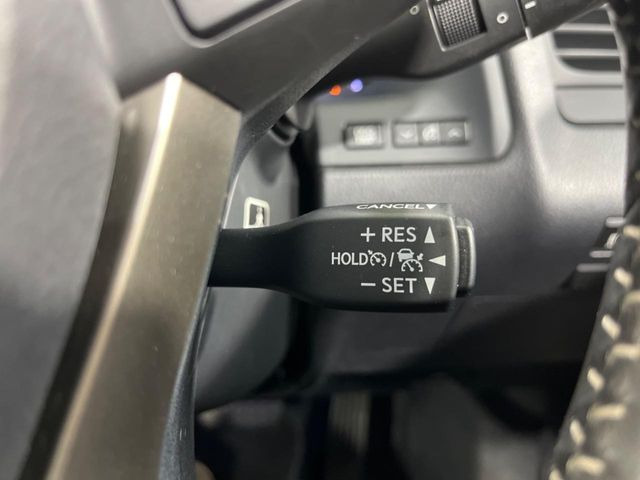 CANCEL▼
+ RES ▲
HOLD / ◀
− SET ▼